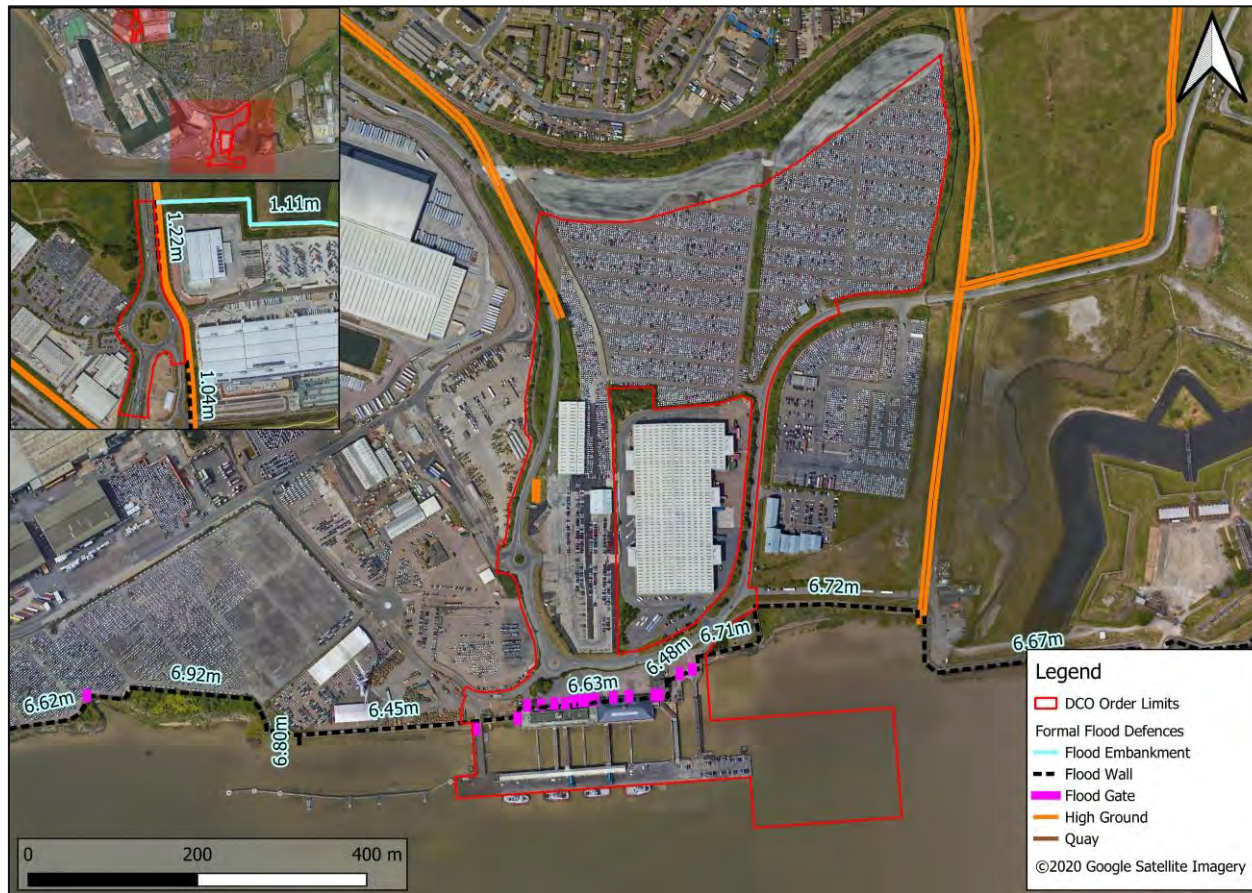 1.11m
1.22m
1.04m
6.62m
6.92m
6.80m
6.45m
6.63m
6.48m
6.71m
6.72m
6.67m
Legend
DCO Order Limits
Formal Flood Defences
Flood Embankment
Flood Wall
Flood Gate
High Ground
Quay
©2020 Google Satellite Imagery
0 200 400 m